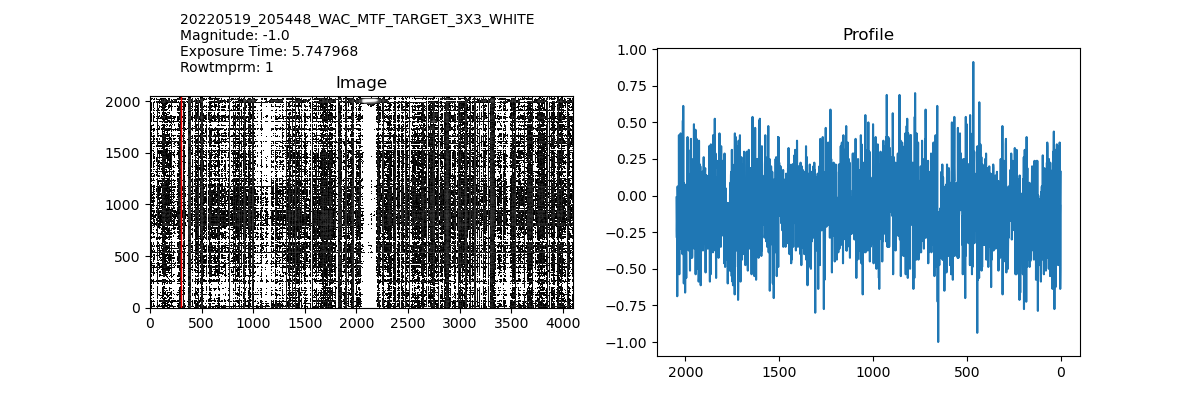 20220519_205448_WAC_MTF_TARGET_3X3_WHITE
Magnitude: -1.0
Exposure Time: 5.747968
Rowtmprm: 1
Image
2000
1500
1000
500
0
0 500 1000 1500 2000 2500 3000 3500 4000
Profile
1.00
0.75
0.50
0.25
0.00
−0.25
−0.50
−0.75
−1.00
2000 1500 1000 500 0